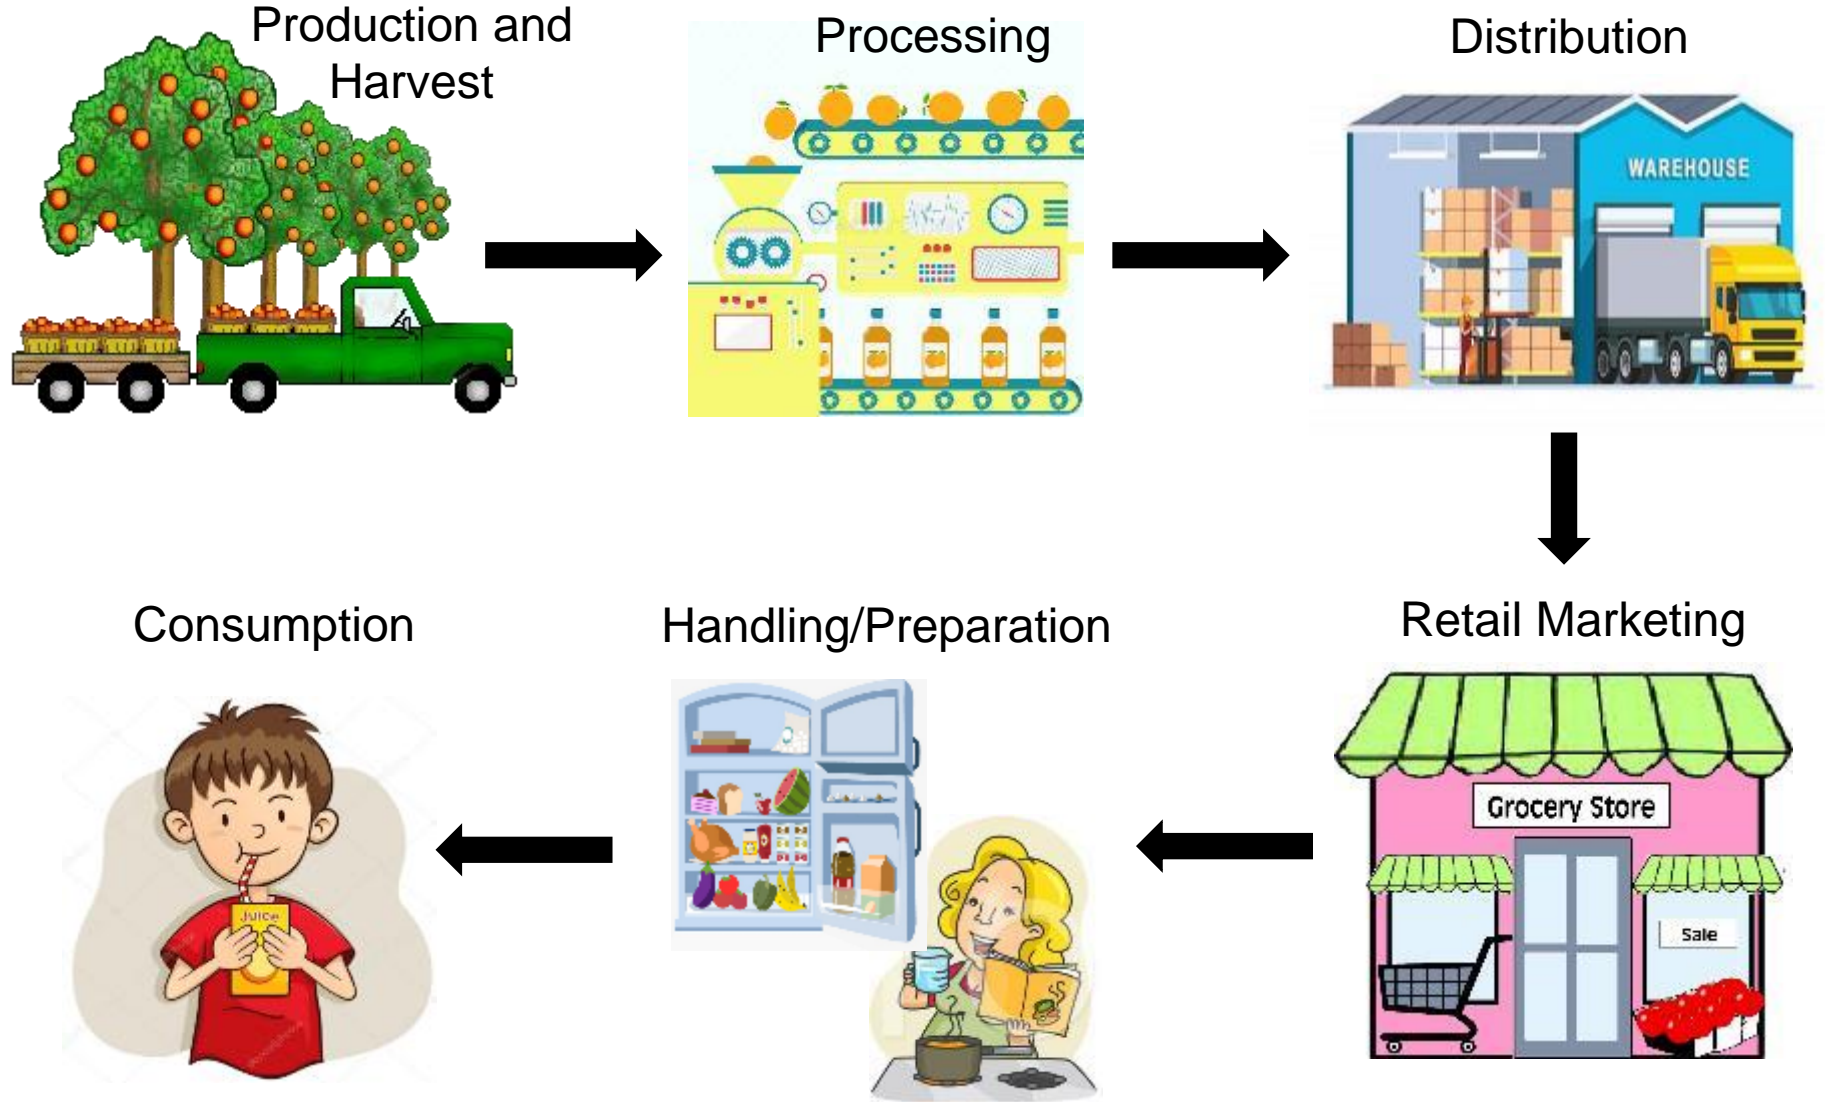 Production and
Harvest
Processing
Distribution
WAREHOUSE
Consumption
Handling/Preparation
Retail Marketing
Grocery Store
Juice
Sale